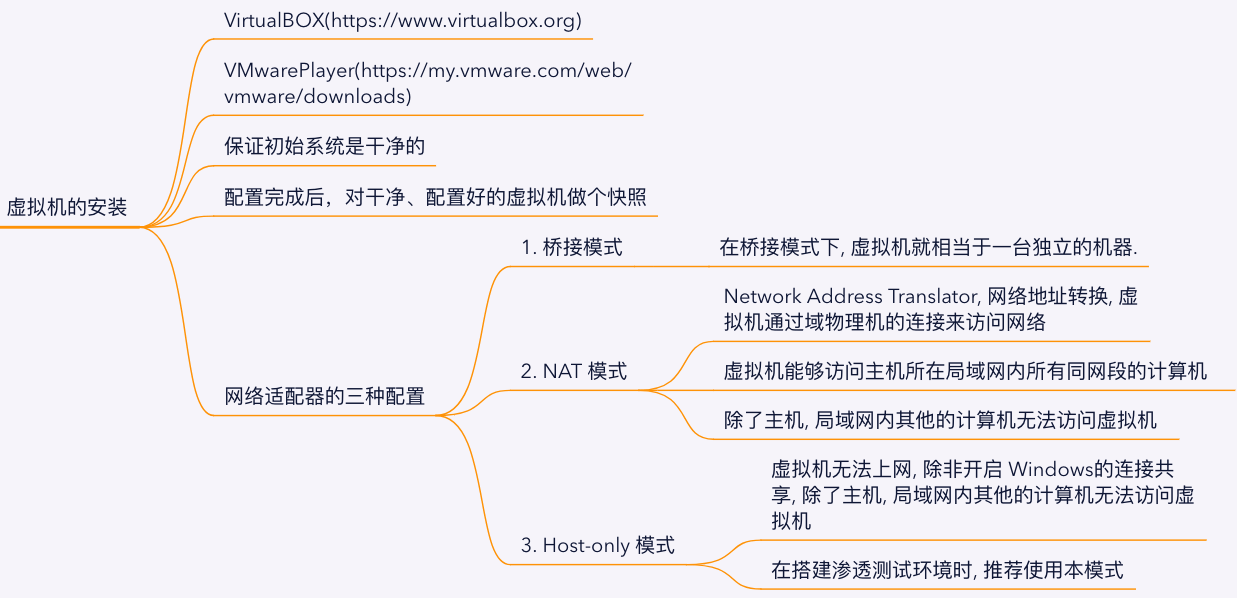 VirtualBOX(https://www.virtualbox.org)
VMwarePlayer(https://my.vmware.com/web/
vmware/downloads)
保证初始系统是干净的
配置完成后，对干净、配置好的虚拟机做个快照
虚拟机的安装
1. 桥接模式
在桥接模式下, 虚拟机就相当于一台独立的机器.
Network Address Translator, 网络地址转换, 虚
拟机通过域物理机的连接来访问网络
2. NAT 模式
虚拟机能够访问主机所在局域网内所有同网段的计算机
除了主机, 局域网内其他的计算机无法访问虚拟机
网络适配器的三种配置
虚拟机无法上网, 除非开启 Windows的连接共
享, 除了主机, 局域网内其他的计算机无法访问虚
拟机
3. Host-only 模式
在搭建渗透测试环境时, 推荐使用本模式